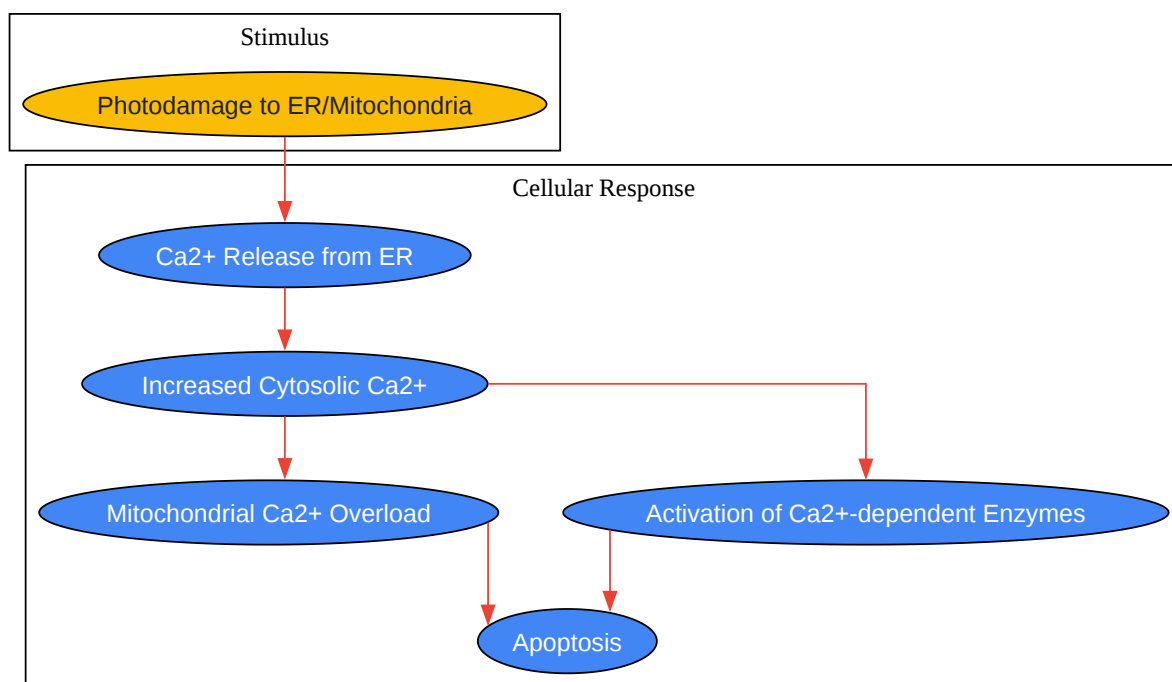 Stimulus
Photodamage to ER/Mitochondria
Cellular Response
Ca2+ Release from ER
Increased Cytosolic Ca2+
Mitochondrial Ca2+ Overload
Activation of Ca2+-dependent Enzymes
Apoptosis